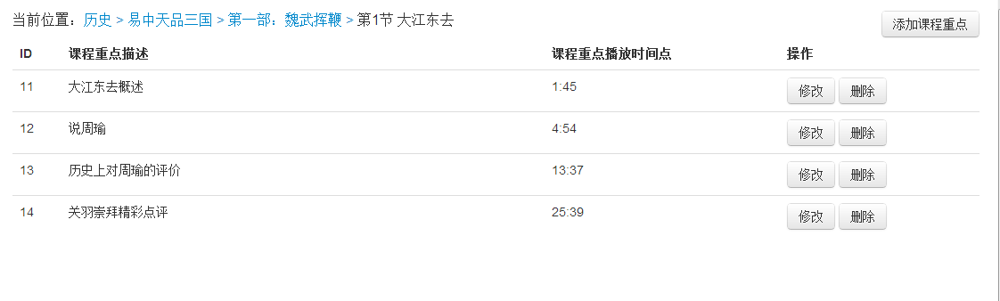 当前位置：历史 > 易中天品三国 > 第一部：魏武挥鞭 > 第1节 大江东去 添加课程重点
ID 课程重点描述 课程重点播放时间点 操作
11 大江东去概述 1:45 修改 删除
12 说周瑜 4:54 修改 删除
13 历史上对周瑜的评价 13:37 修改 删除
14 关羽崇拜精彩点评 25:39 修改 删除